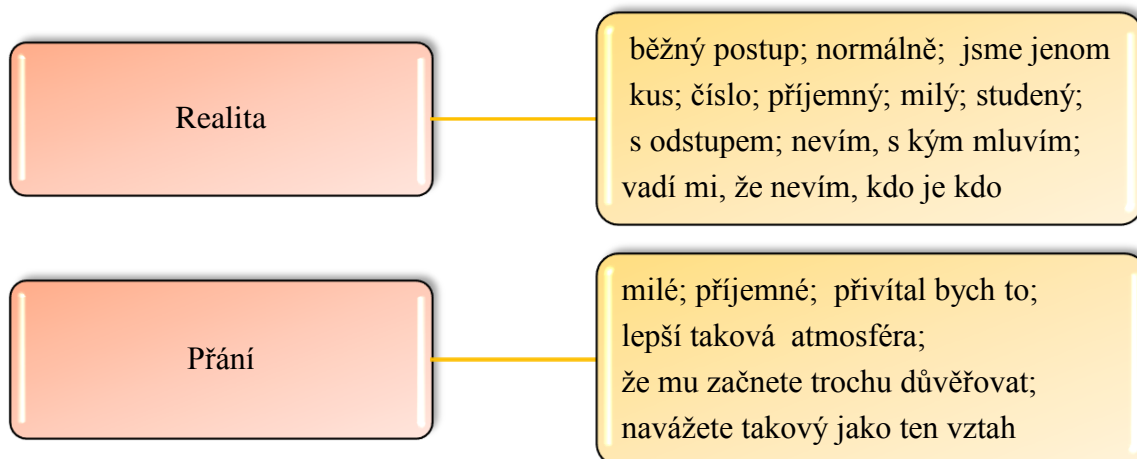 Realita
běžný postup; normálně; jsme jenom
kus; číslo; příjemný; milý; studený;
s odstupem; nevím, s kým mluvím;
vadí mi, že nevím, kdo je kdo
Přání
milé; příjemné; přivítal bych to;
lepší taková atmosféra;
že mu začnete trochu důvěřovat;
navážete takový jako ten vztah